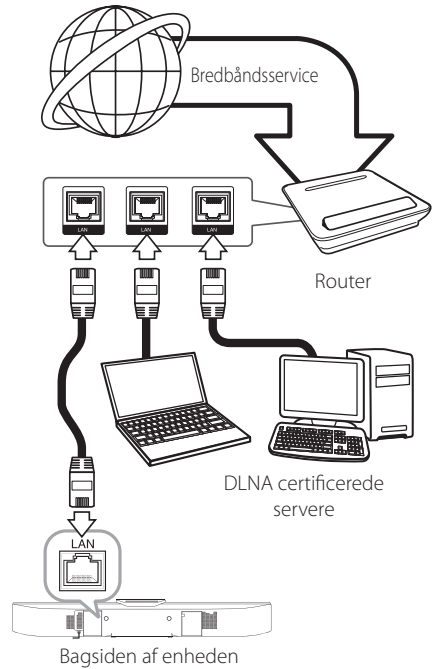 Bredbåndsservice
LAN
LAN
LAN
Router
DLNA certificerede
servere
LAN
Bagsiden af enheden